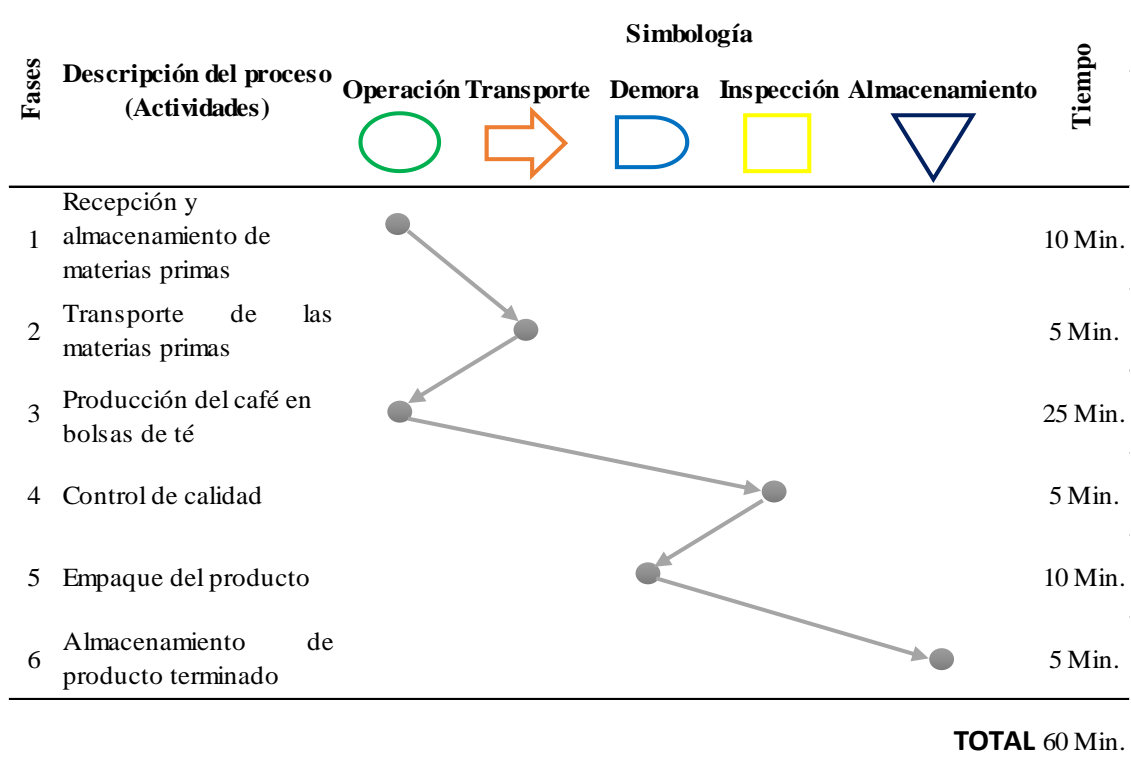 Simbología
Fases
Descripción del proceso
(Actividades)
Operación Transporte Demora Inspección Almacenamiento
Tiempo
Recepción y
1 almacenamiento de 10 Min.
materias primas
Transporte de las
2 materias primas 5 Min.
3 Producción del café en 25 Min.
bolsas de té
4 Control de calidad 5 Min.
5 Empaque del producto 10 Min.
Almacenamiento de
6 producto terminado 5 Min.
TOTAL 60 Min.